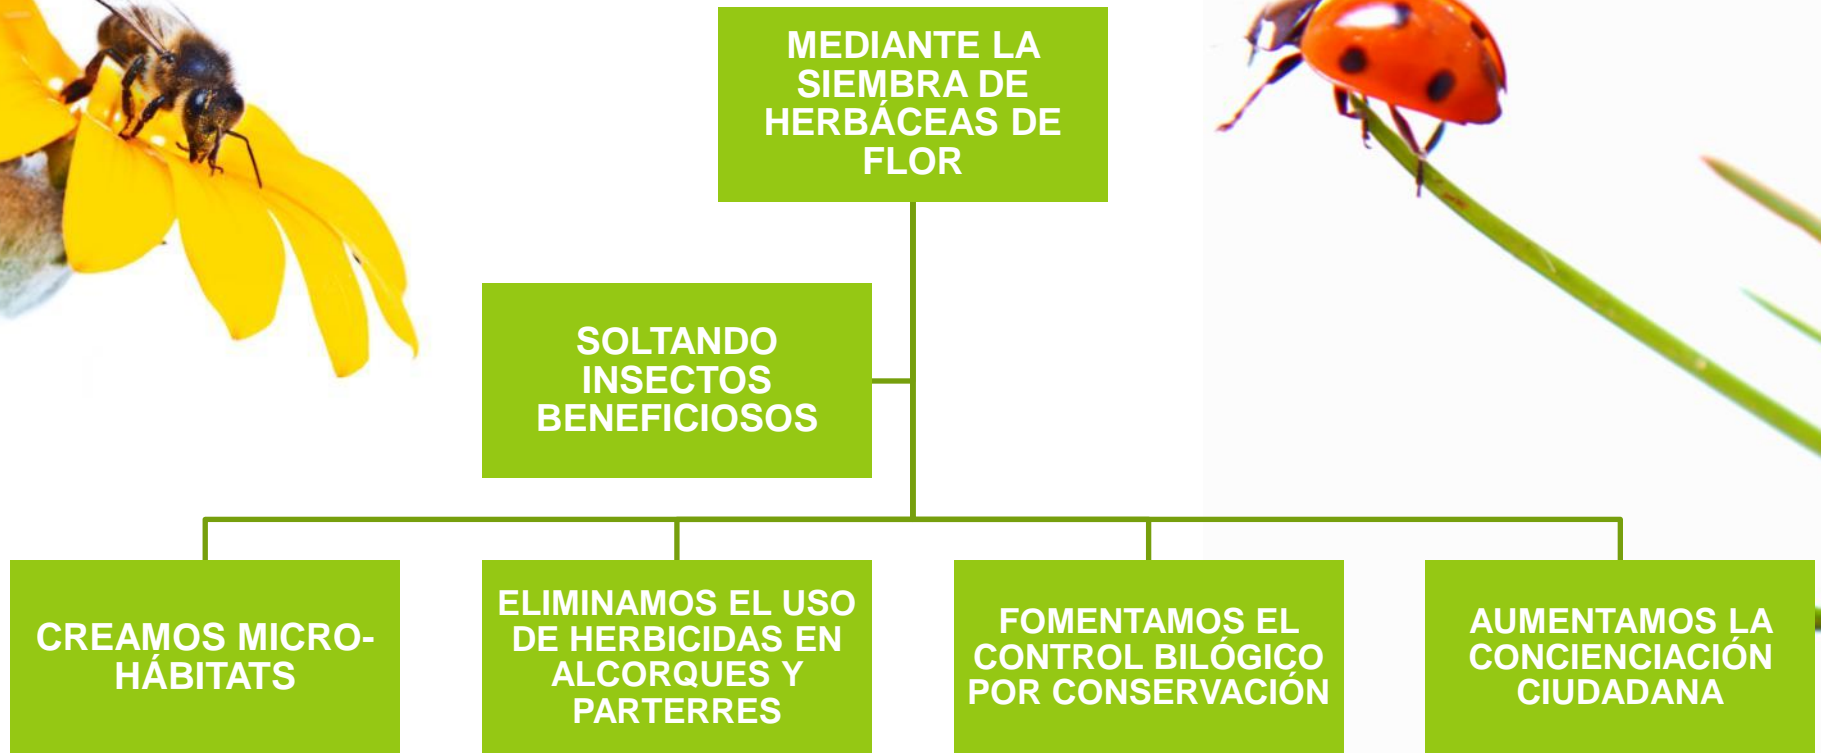 MEDIANTE LA
SIEMBRA DE
HERBÁCEAS DE
FLOR
SOLTANDO
INSECTOS
BENEFICIOSOS
CREAMOS MICRO-
HÁBITATS
ELIMINAMOS EL USO
DE HERBICIDAS EN
ALCORQUES Y
PARTERRES
FOMENTAMOS EL
CONTROL BILÓGICO
POR CONSERVACIÓN
AUMENTAMOS LA
CONCIENCIACIÓN
CIUDADANA